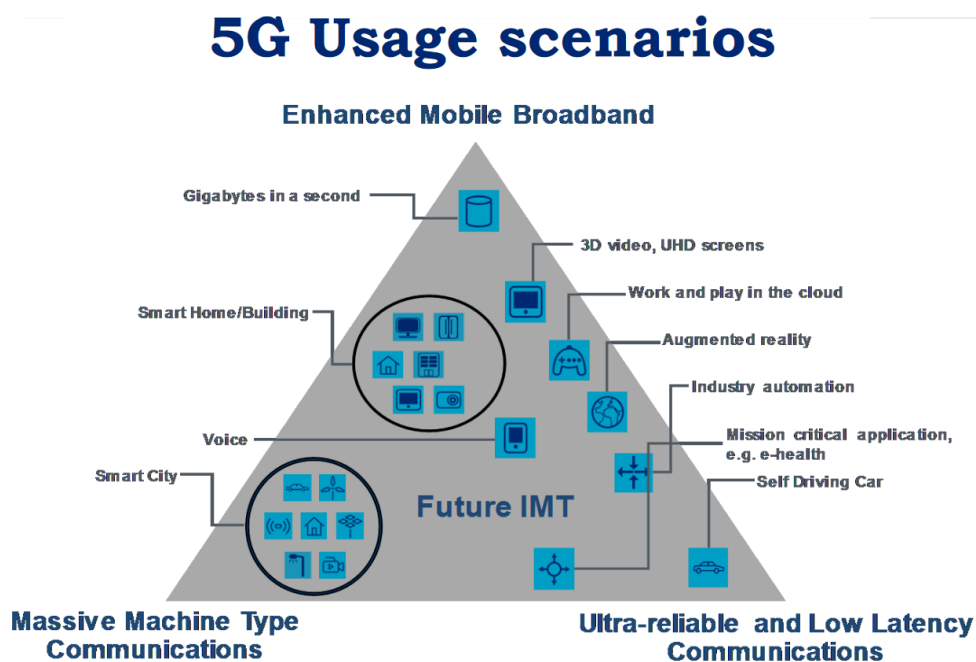 5G Usage scenarios
Enhanced Mobile Broadband
Gigabytes in a second
3D video, UHD screens
Work and play in the cloud
Smart Home/Building
Augmented reality
Industry automation
Voice
Mission critical application,
e.g. e-health
Smart City
Self Driving Car
Future IMT
Massive Machine Type
Communications
Ultra-reliable and Low Latency
Communications